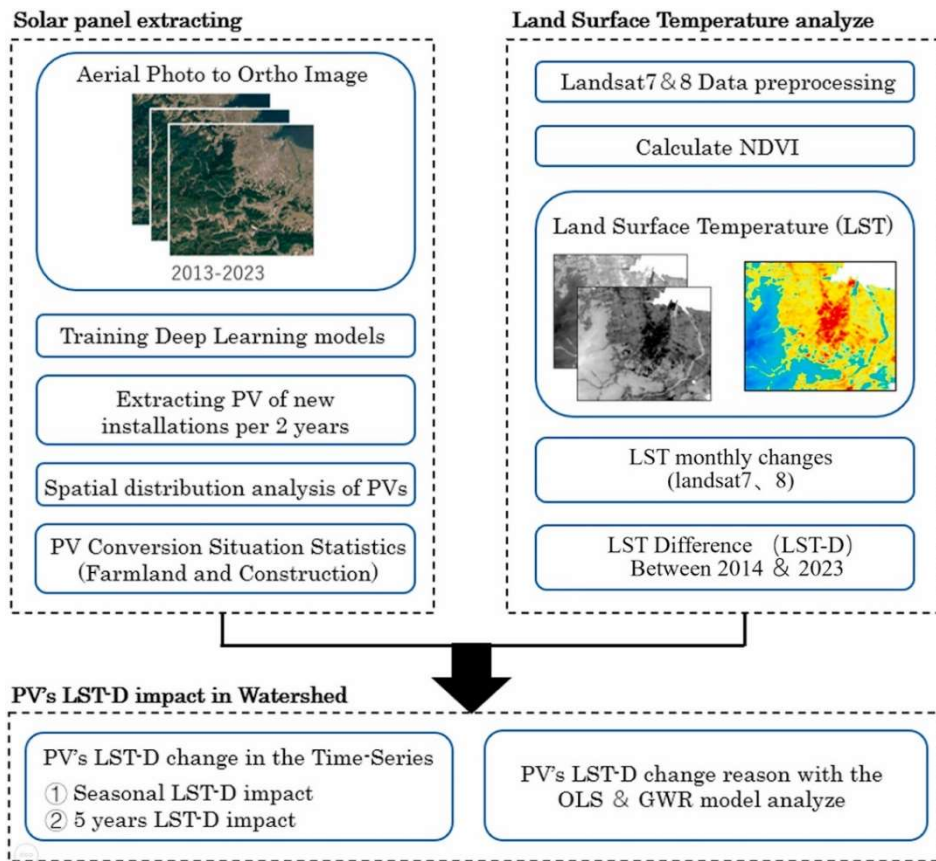 Solar panel extracting
Aerial Photo to Ortho Image
2013-2023
Training Deep Learning models
Extracting PV of new
installations per 2 years
Spatial distribution analysis of PVs
PV Conversion Situation Statistics
(Farmland and Construction)
Land Surface Temperature analyze
Landsat7＆8 Data preprocessing
Calculate NDVI
Land Surface Temperature (LST)
LST monthly changes
(landsat7、8)
LST Difference （LST-D）
Between 2014 ＆ 2023
PV's LST-D impact in Watershed
PV's LST-D change in the Time-Series
① Seasonal LST-D impact
② 5 years LST-D impact
PV's LST-D change reason with the
OLS ＆ GWR model analyze